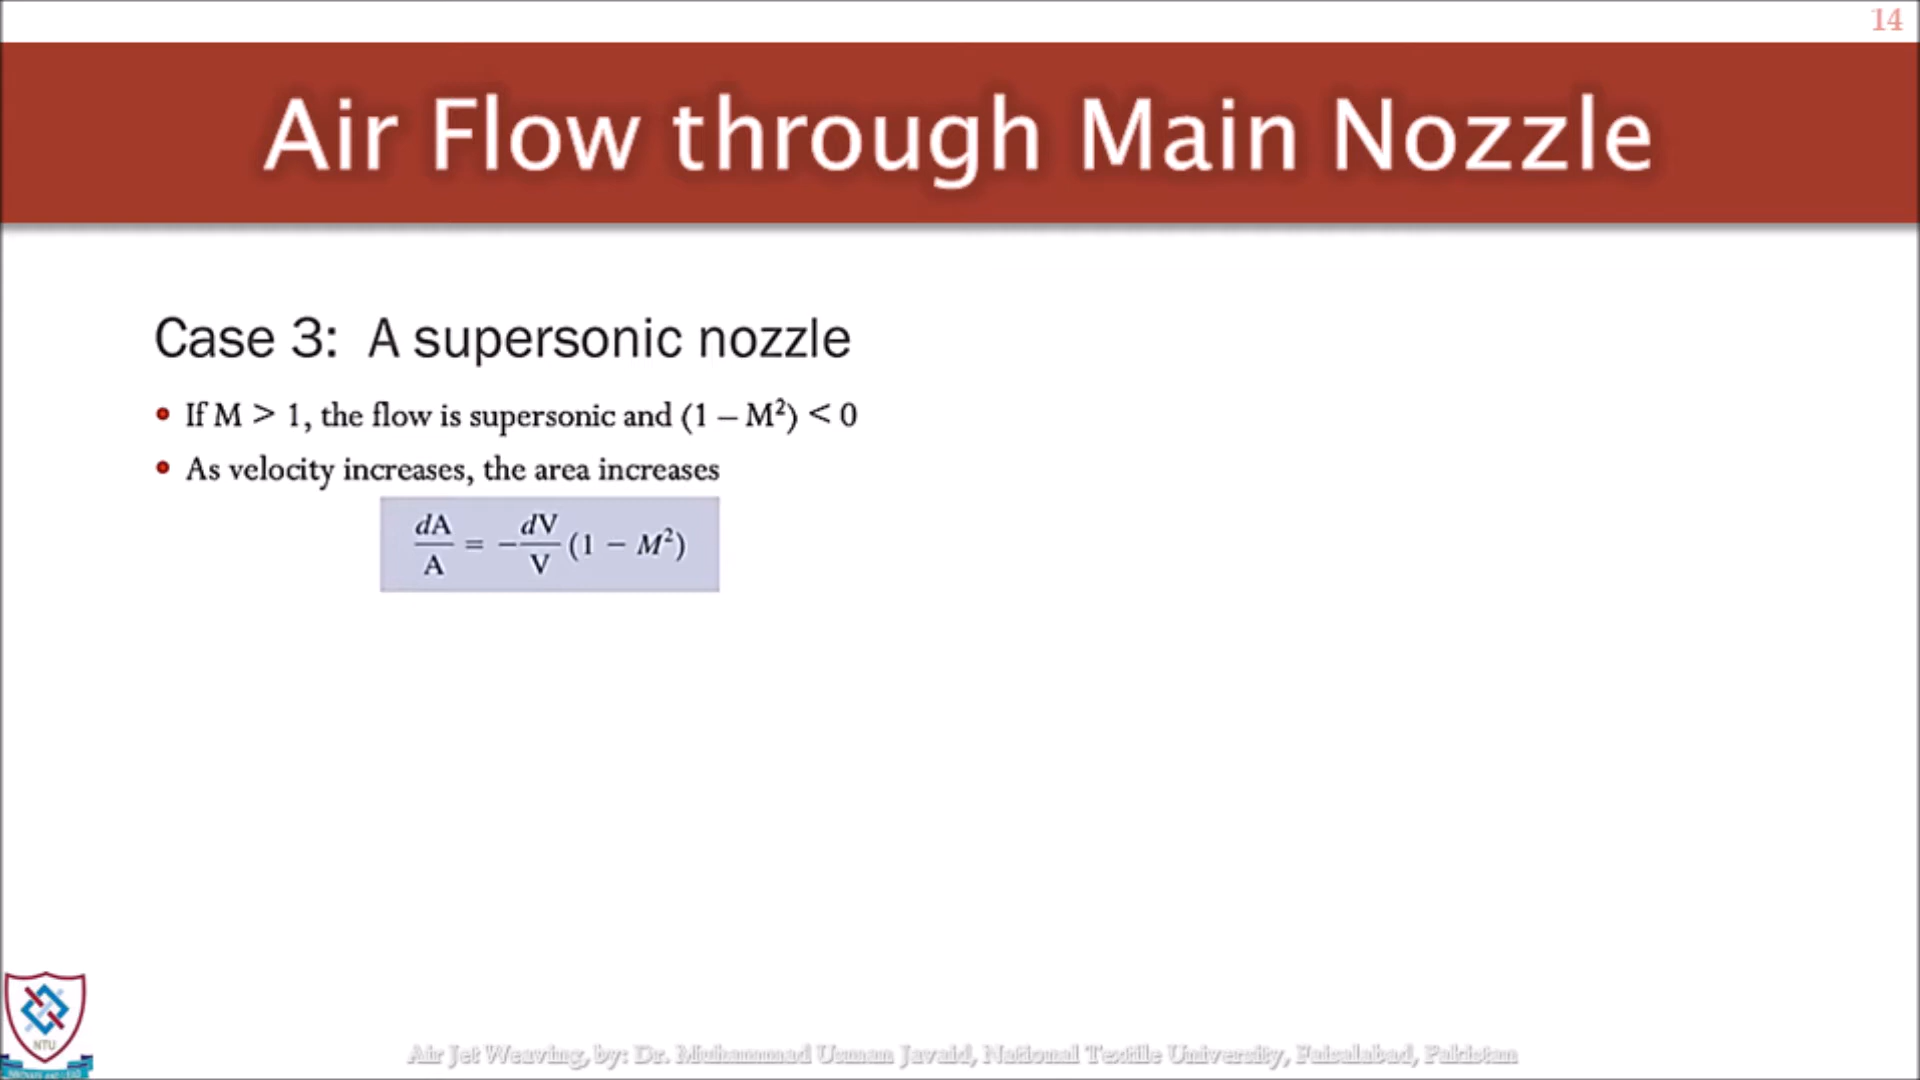 14
Air Flow through Main Nozzle
Case 3: A supersonic nozzle
• If M > 1, the flow is supersonic and (1 – M²) < 0
• As velocity increases, the area increases
dA/A = −dV/V (1 − M²)
NTU
Air Jet Weaving, by: Dr. Muhammad Usman Javaid, National Textile University, Faisalabad, Pakistan